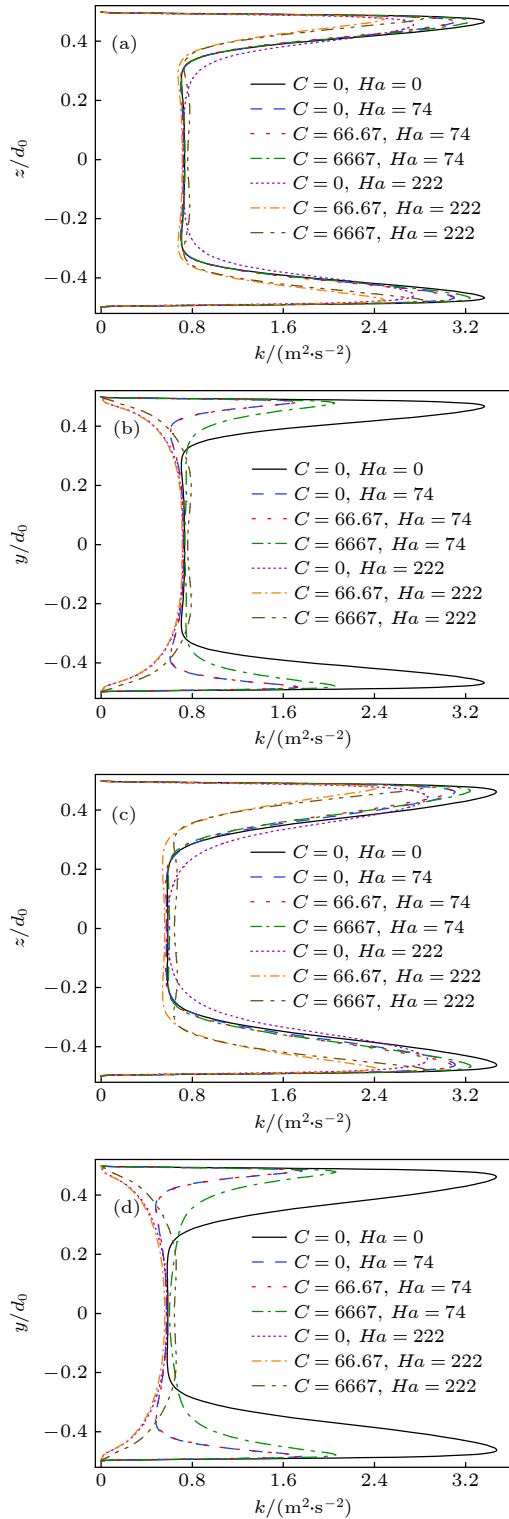 0.4
(a)
C = 0, Ha = 0
0.2
C = 0, Ha = 74
C = 66.67, Ha = 74
z/d₀
0
C = 6667, Ha = 74
C = 0, Ha = 222
−0.2
C = 66.67, Ha = 222
C = 6667, Ha = 222
−0.4
0 0.8 1.6 2.4 3.2
k/(m²·s⁻²)
0.4
(b)
C = 0, Ha = 0
0.2
C = 0, Ha = 74
C = 66.67, Ha = 74
y/d₀
0
C = 6667, Ha = 74
C = 0, Ha = 222
−0.2
C = 66.67, Ha = 222
C = 6667, Ha = 222
−0.4
0 0.8 1.6 2.4 3.2
k/(m²·s⁻²)
0.4
(c)
C = 0, Ha = 0
0.2
C = 0, Ha = 74
C = 66.67, Ha = 74
z/d₀
0
C = 6667, Ha = 74
C = 0, Ha = 222
−0.2
C = 66.67, Ha = 222
C = 6667, Ha = 222
−0.4
0 0.8 1.6 2.4 3.2
k/(m²·s⁻²)
0.4
(d)
C = 0, Ha = 0
0.2
C = 0, Ha = 74
C = 66.67, Ha = 74
y/d₀
0
C = 6667, Ha = 74
C = 0, Ha = 222
−0.2
C = 66.67, Ha = 222
C = 6667, Ha = 222
−0.4
0 0.8 1.6 2.4 3.2
k/(m²·s⁻²)